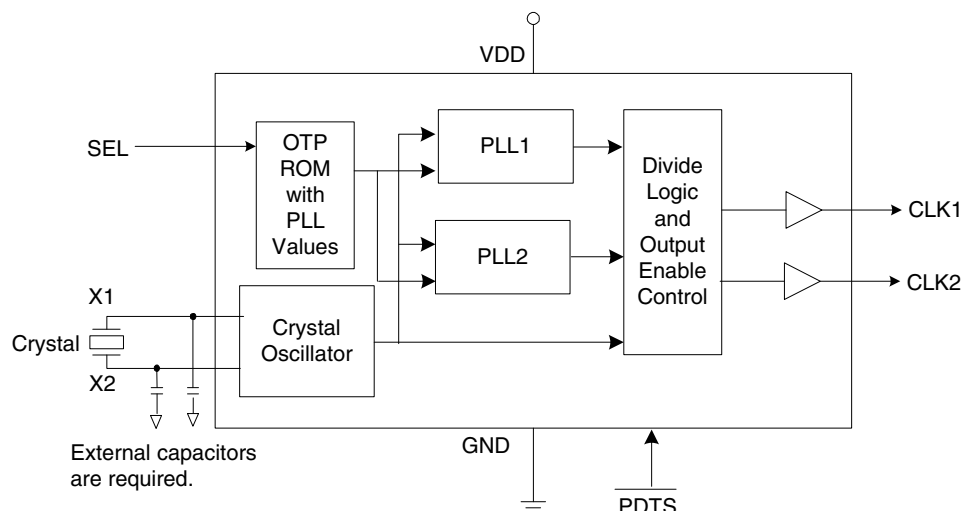 VDD
SEL
OTP
ROM
with
PLL
Values
PLL1
PLL2
Divide
Logic
and
Output
Enable
Control
CLK1
CLK2
X1
Crystal
X2
Crystal
Oscillator
External capacitors
are required.
GND
PDTS